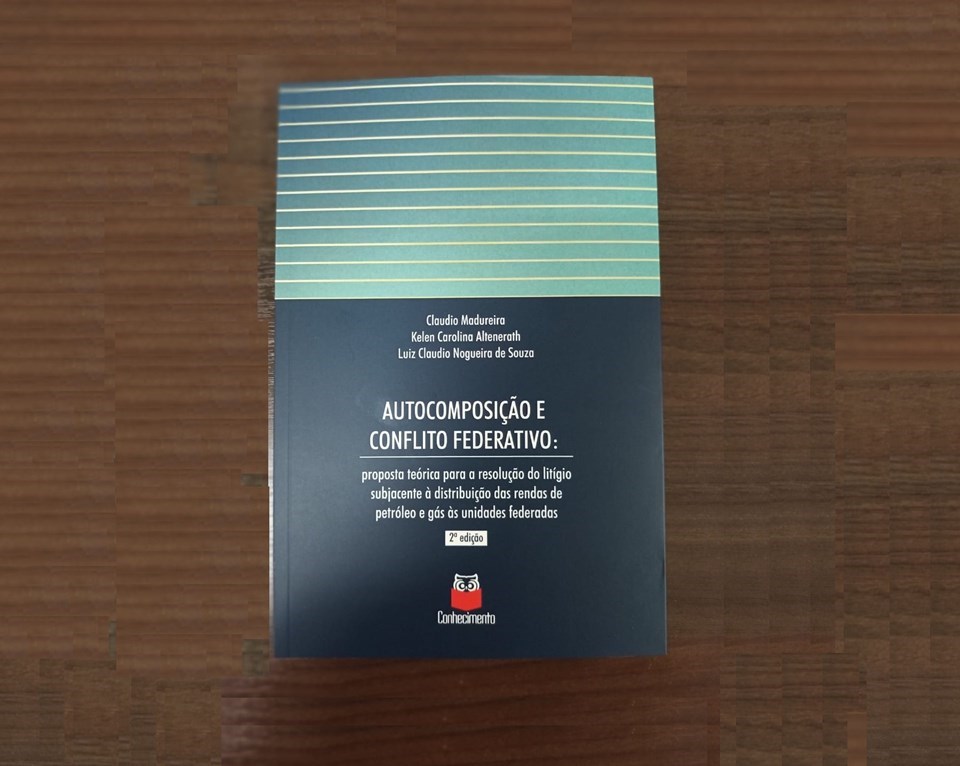 Claudio Madureira
Kelen Carolina Altenerath
Luiz Claudio Nogueira de Souza
AUTOCOMPOSIÇÃO E
CONFLITO FEDERATIVO:
proposta teórica para a resolução do litígio
subjacente à distribuição das rendas de
petróleo e gás às unidades federadas
2ª edição
Conhecimento